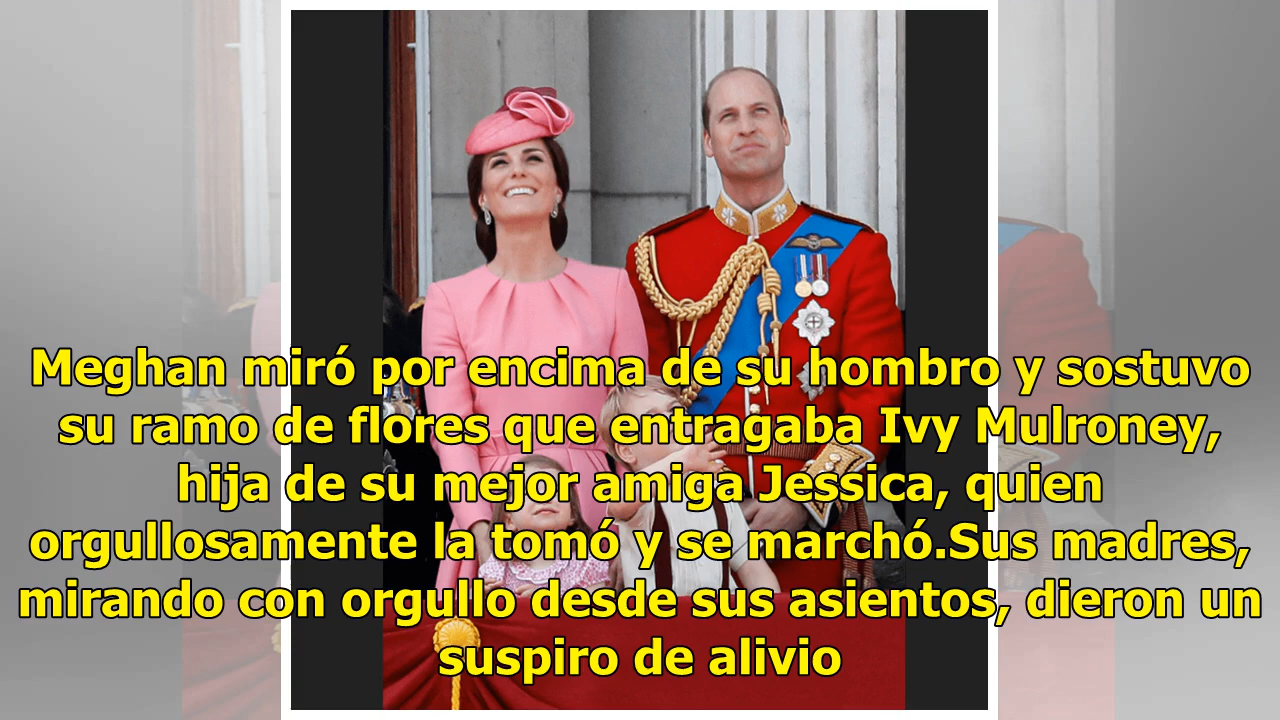 Meghan miró por encima de su hombro y sostuvo
su ramo de flores que entragaba Ivy Mulroney,
hija de su mejor amiga Jessica, quien
orgullosamente la tomó y se marchó.Sus madres,
mirando con orgullo desde sus asientos, dieron un
suspiro de alivio